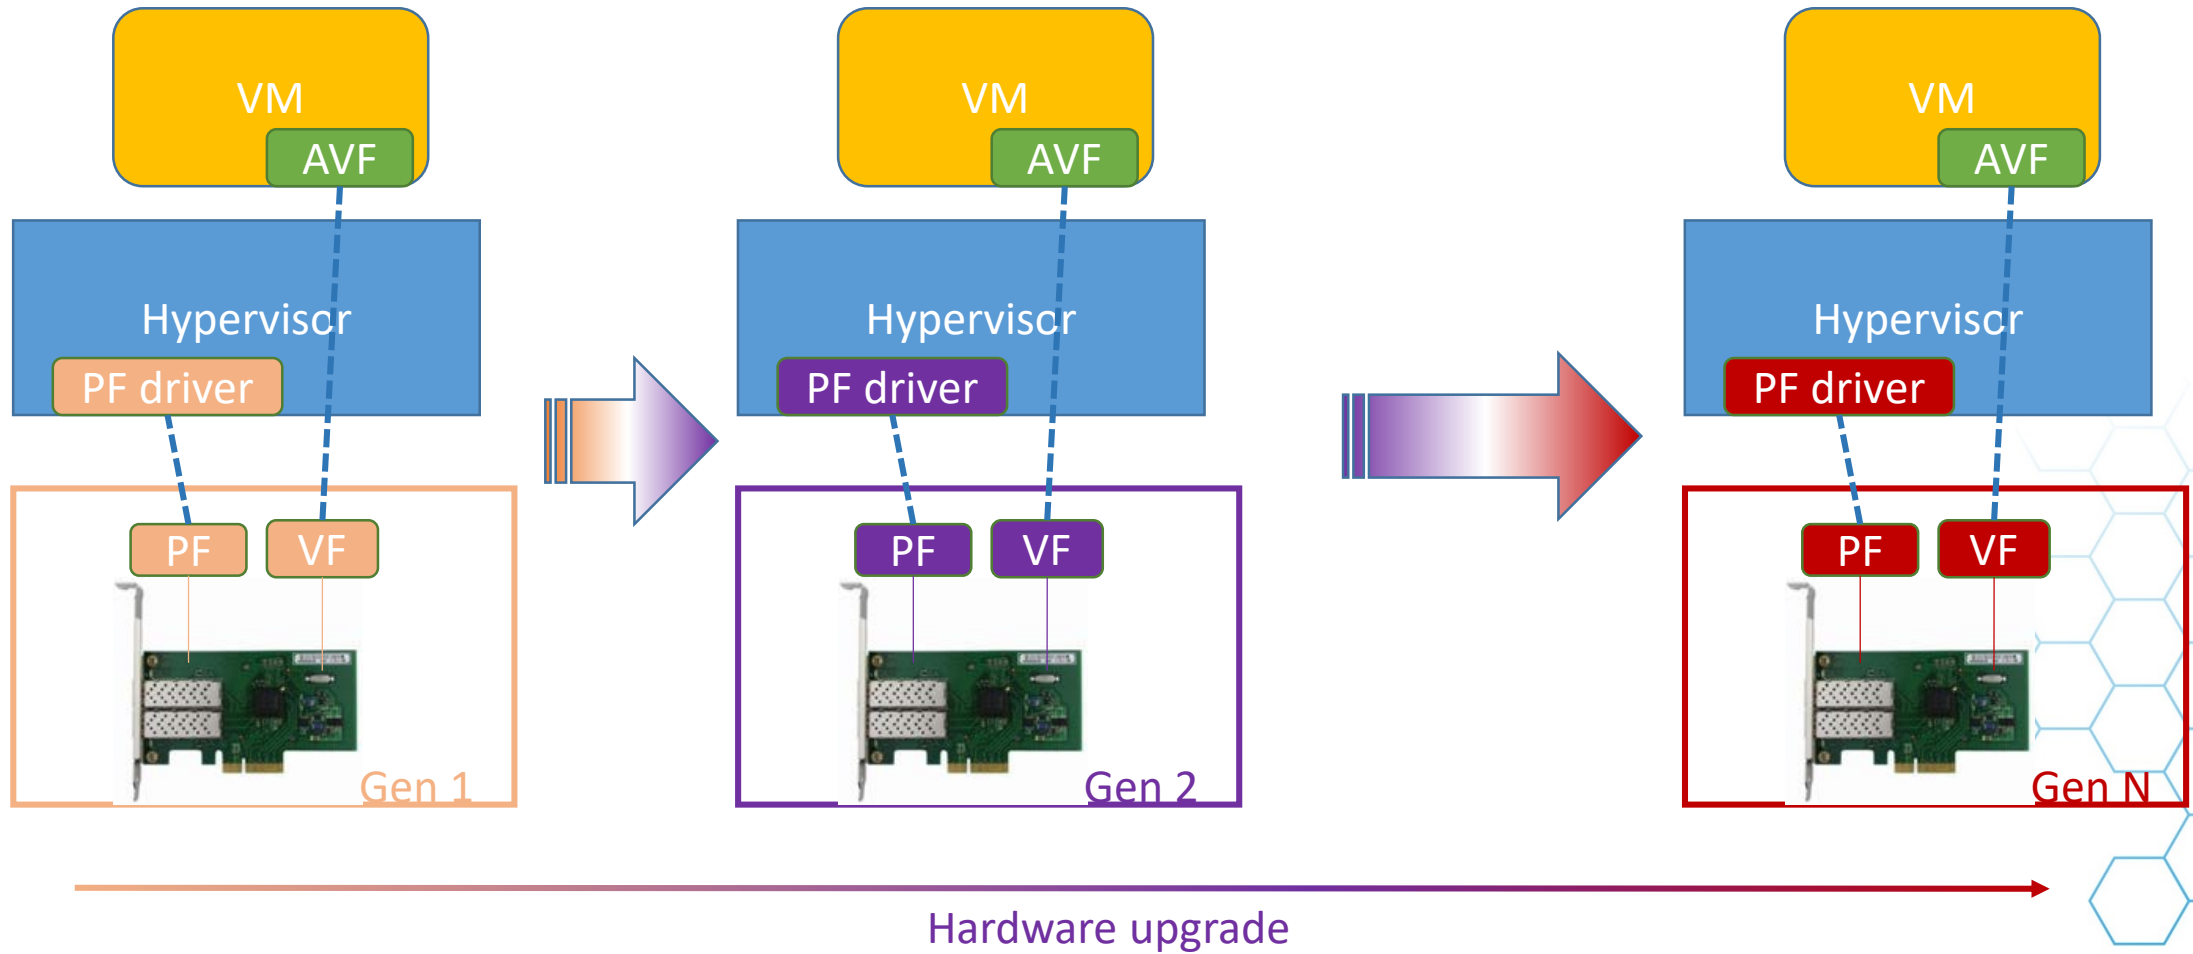 VM
AVF
Hypervisor
PF driver
PF
VF
Gen 1
VM
AVF
Hypervisor
PF driver
PF
VF
Gen 2
VM
AVF
Hypervisor
PF driver
PF
VF
Gen N
Hardware upgrade